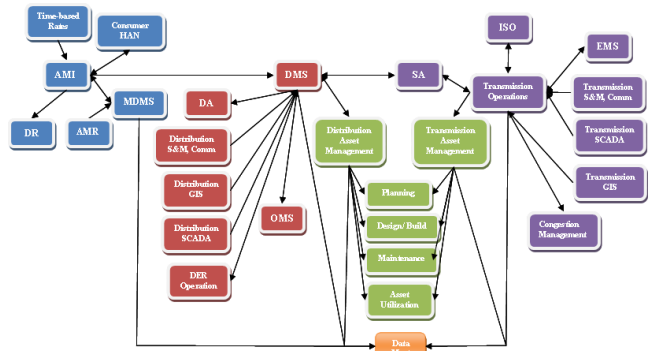 Time-based
Rates
Consumer
HAN
ISO
EMS
AMI
DMS
SA
Transmission
Operations
Transmission
S&M, Comm
MDMS
DA
DR
AMR
Distribution
S&M, Comm
Distribution
Asset
Management
Transmission
Asset
Management
Transmission
SCADA
Distribution
GIS
Planning
Transmission
GIS
OMS
Design/Build
Congestion
Management
Distribution
SCADA
Maintenance
DER
Operation
Asset
Utilization
Data